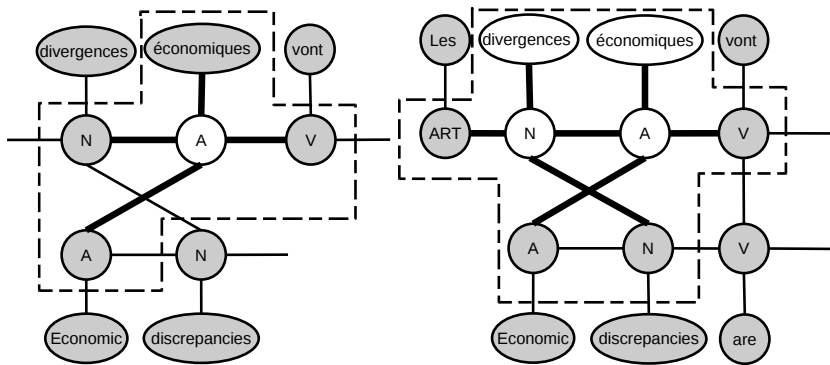 divergences économiques vont
N A V
A N
Economic discrepancies
Les divergences économiques vont
ART N A V
A N V
Economic discrepancies are